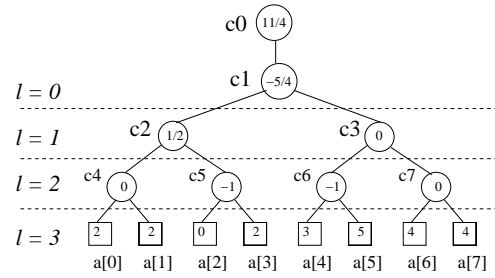 c0 11/4
c1 -5/4
l = 0
c2 1/2 c3 0
l = 1
c4 0 c5 -1 c6 -1 c7 0
l = 2
2 2 0 2 3 5 4 4
l = 3
a[0] a[1] a[2] a[3] a[4] a[5] a[6] a[7]